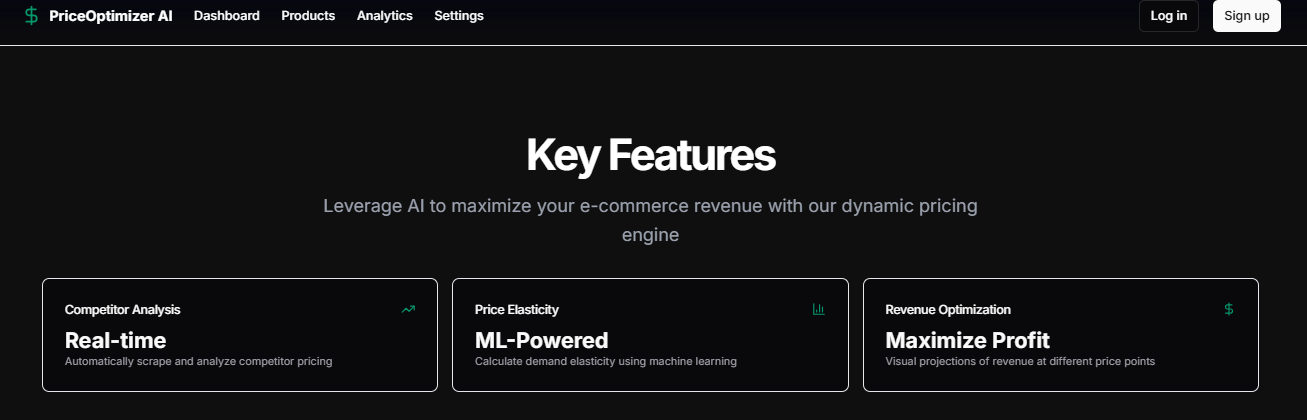 PriceOptimizer AI
Dashboard
Products
Analytics
Settings
Log in
Sign up
Key Features
Leverage AI to maximize your e-commerce revenue with our dynamic pricing
engine
Competitor Analysis
Real-time
Automatically scrape and analyze competitor pricing
Price Elasticity
ML-Powered
Calculate demand elasticity using machine learning
Revenue Optimization
Maximize Profit
Visual projections of revenue at different price points